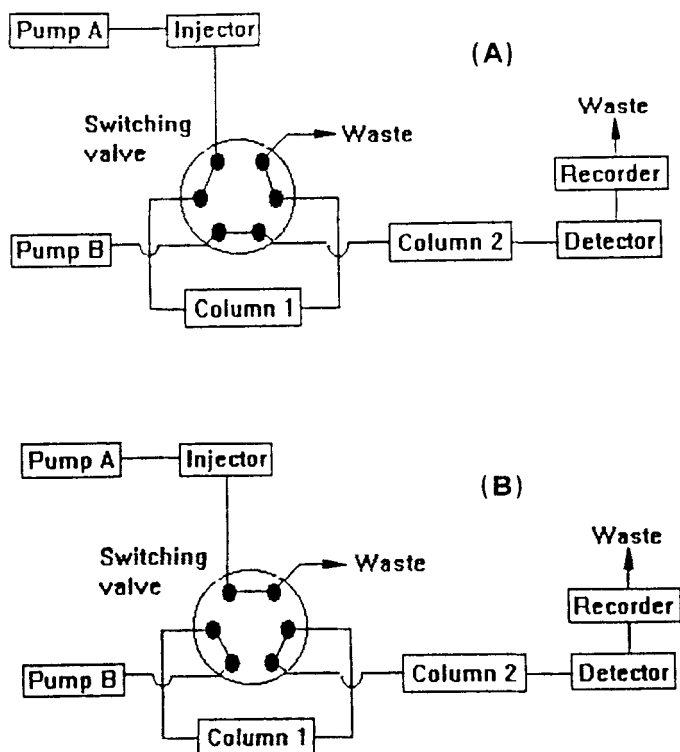 Pump A
Injector
(A)
Switching
valve
Waste
Waste
Recorder
Pump B
Column 2
Detector
Column 1
Pump A
Injector
(B)
Switching
valve
Waste
Waste
Recorder
Pump B
Column 2
Detector
Column 1